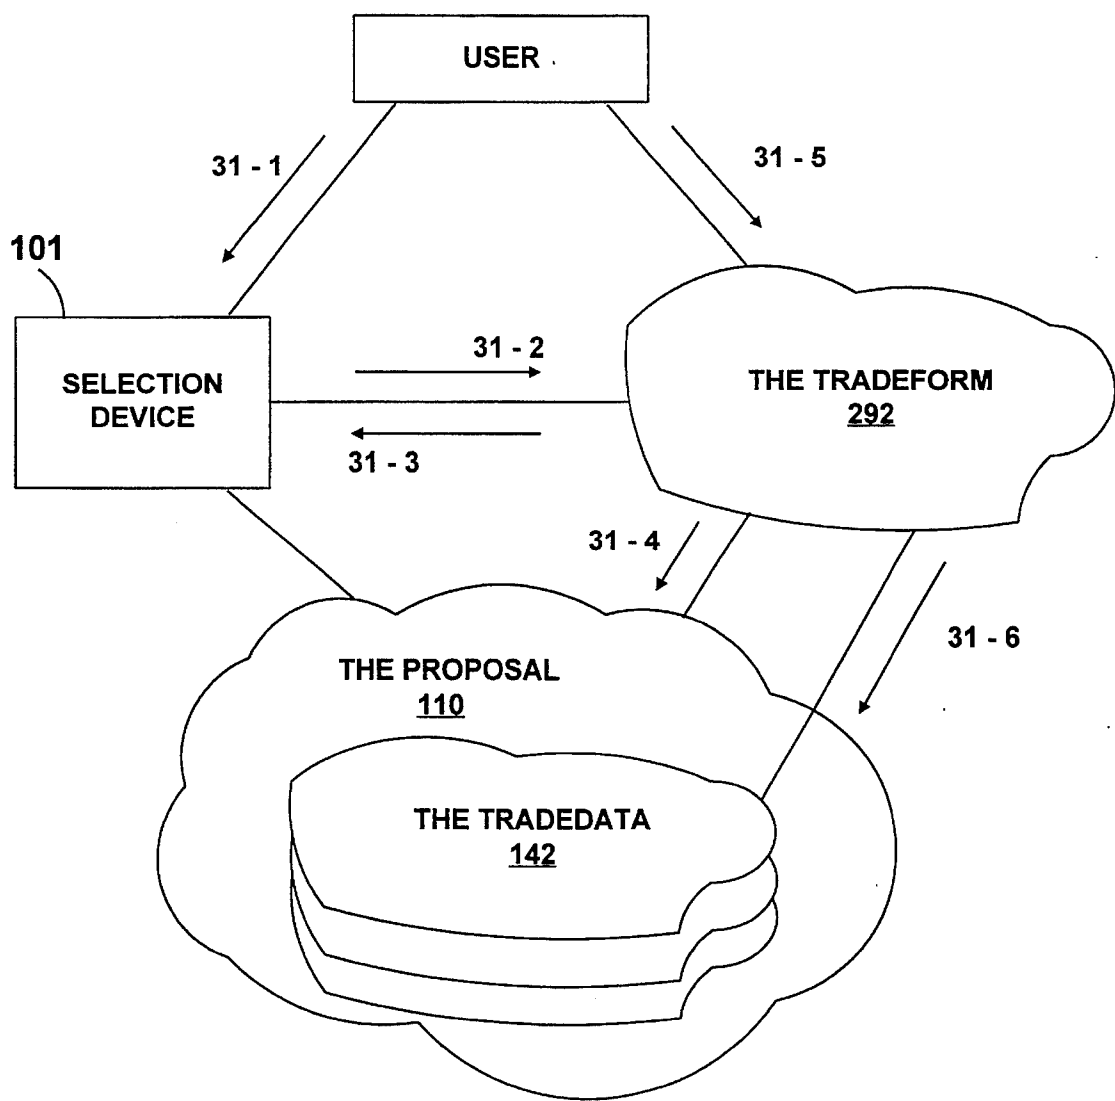 USER
31 - 1
31 - 5
101
31 - 2
SELECTION
DEVICE
THE TRADEFORM
292
31 - 3
31 - 4
31 - 6
THE PROPOSAL
110
THE TRADEDATA
142